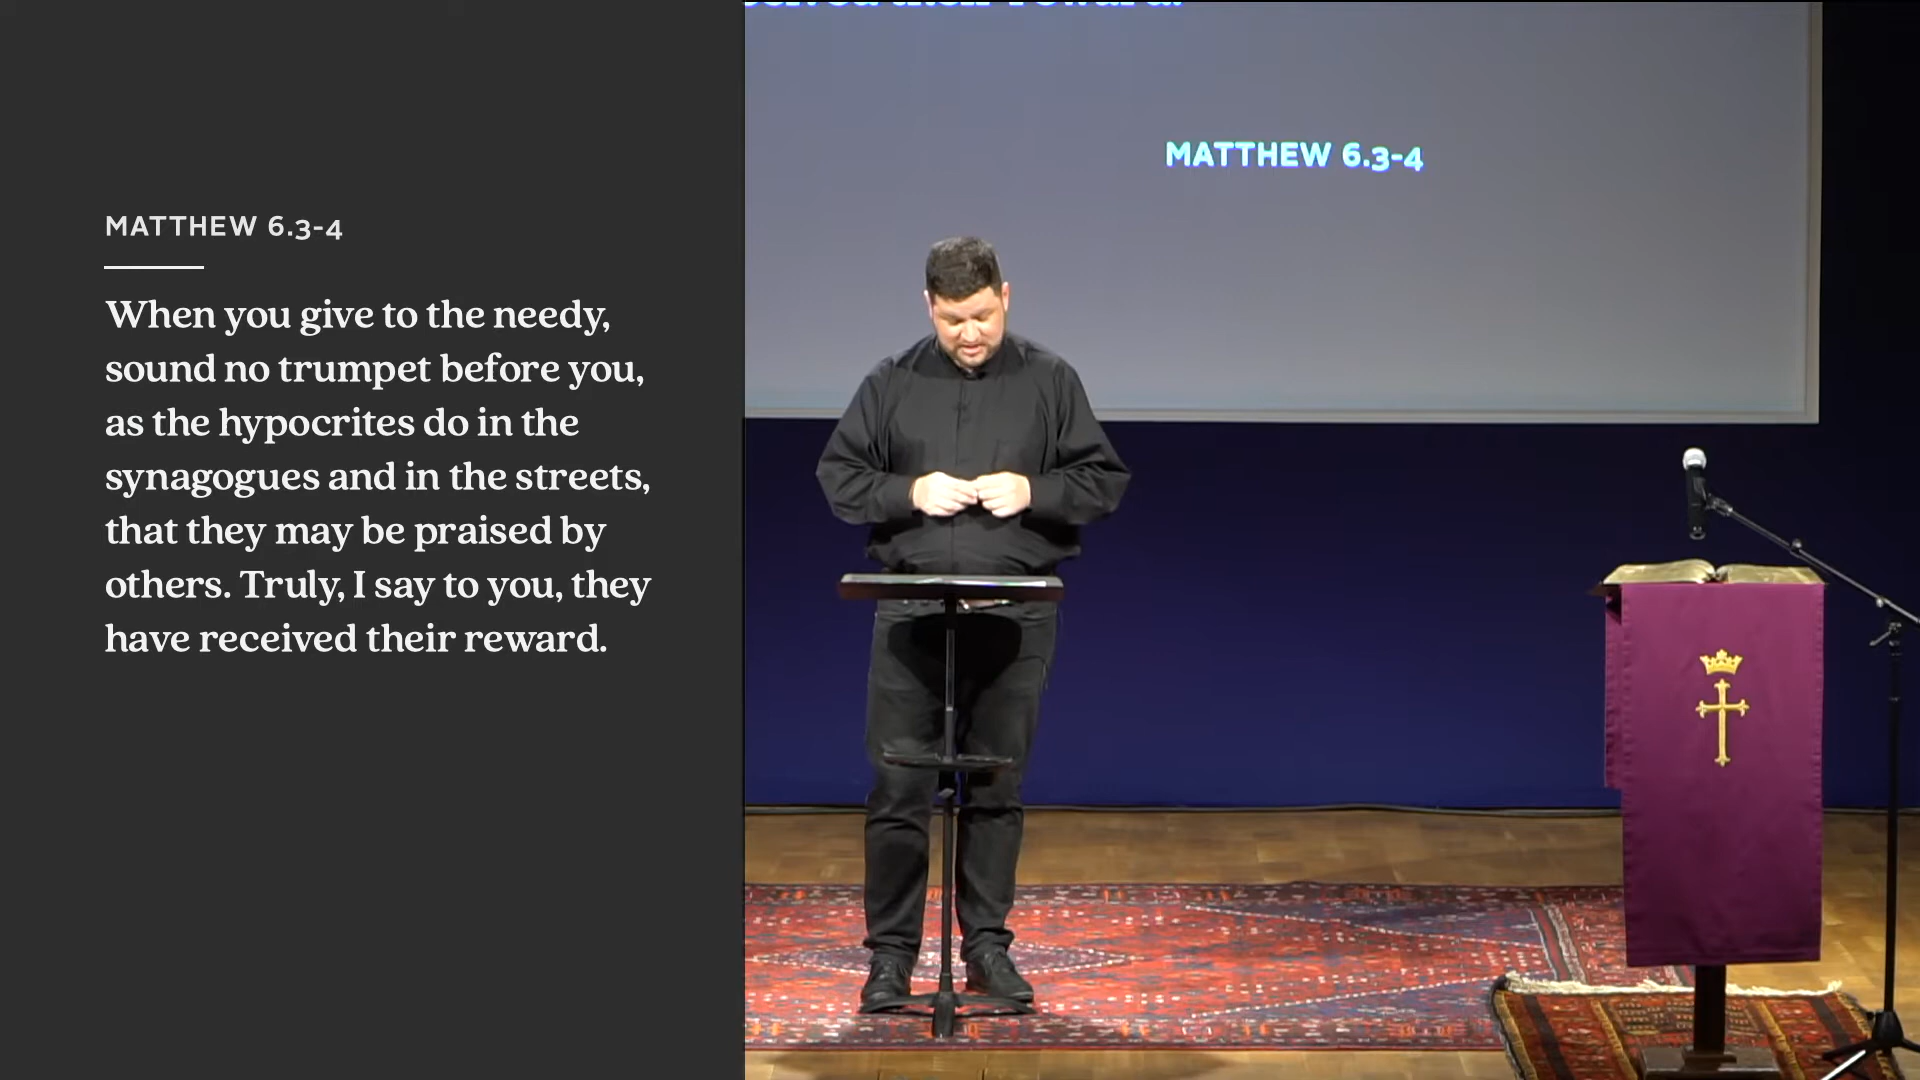 MATTHEW 6.3-4
When you give to the needy,
sound no trumpet before you,
as the hypocrites do in the
synagogues and in the streets,
that they may be praised by
others. Truly, I say to you, they
have received their reward.
their reward.
MATTHEW 6.3-4